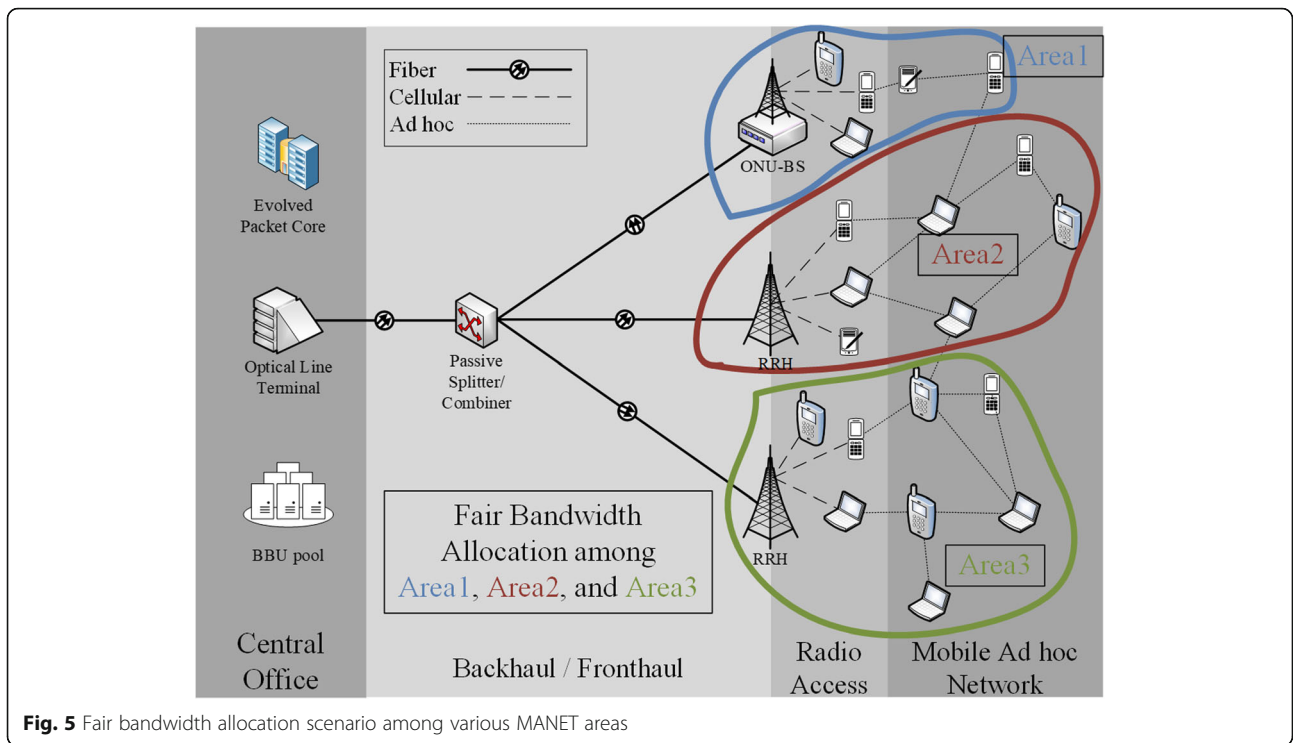 Fiber
Cellular
Ad hoc
Area1
ONU-BS
Evolved
Packet Core
Area2
Optical Line
Terminal
Passive
Splitter/
Combiner
RRH
Fair Bandwidth
Allocation among
Area1, Area2, and Area3
BBU pool
RRH
Area3
Central
Office
Backhaul / Fronthaul
Radio
Access
Mobile Ad hoc
Network
Fig. 5 Fair bandwidth allocation scenario among various MANET areas